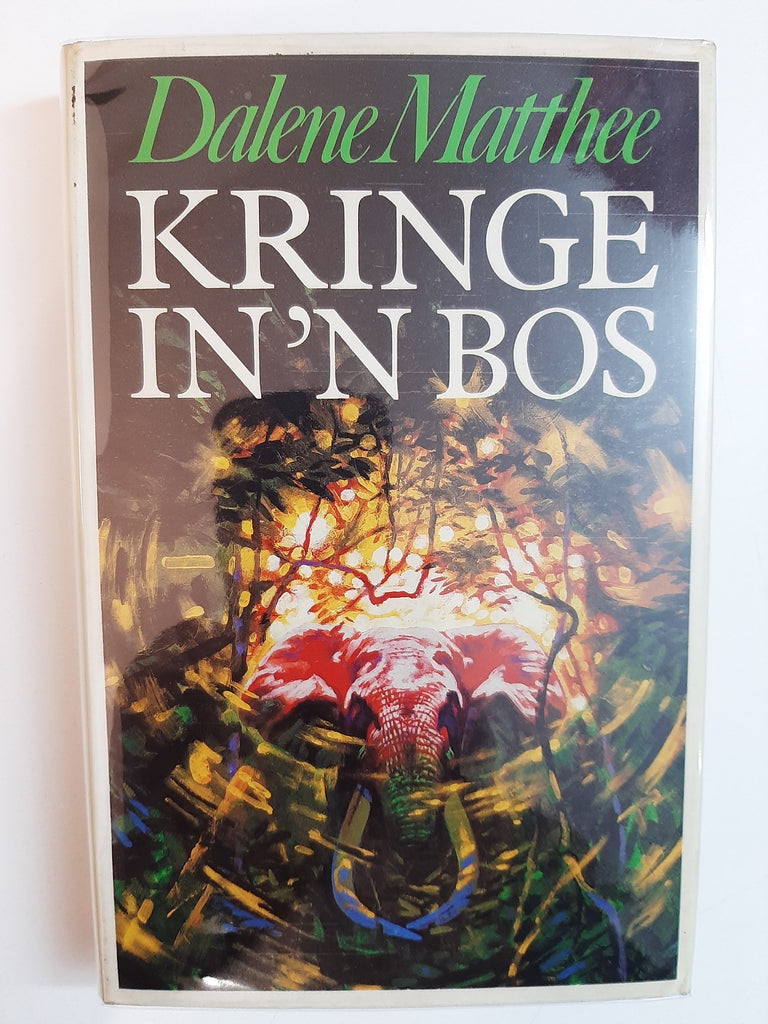 Dalene Matthee
KRINGE
IN 'N BOS